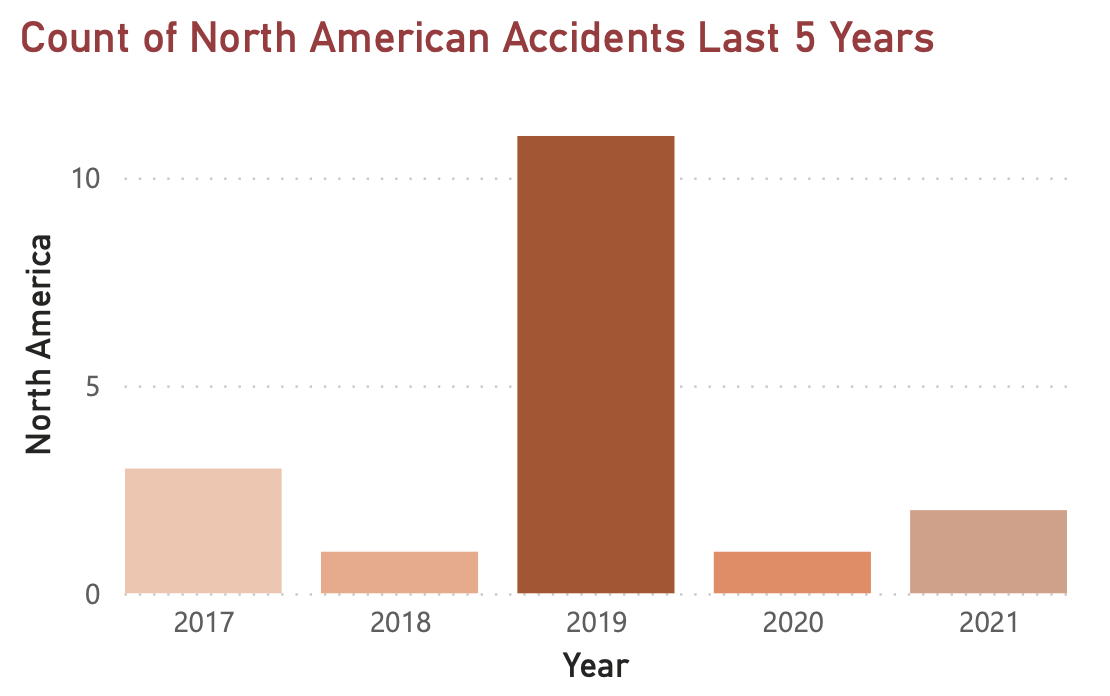 Count of North American Accidents Last 5 Years
North America
10
5
0
2017 2018 2019 2020 2021
Year